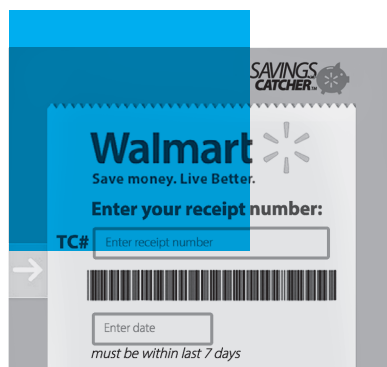 SAVINGS
CATCHER™
Walmart
Save money. Live Better.
Enter your receipt number:
TC# Enter receipt number
Enter date
must be within last 7 days